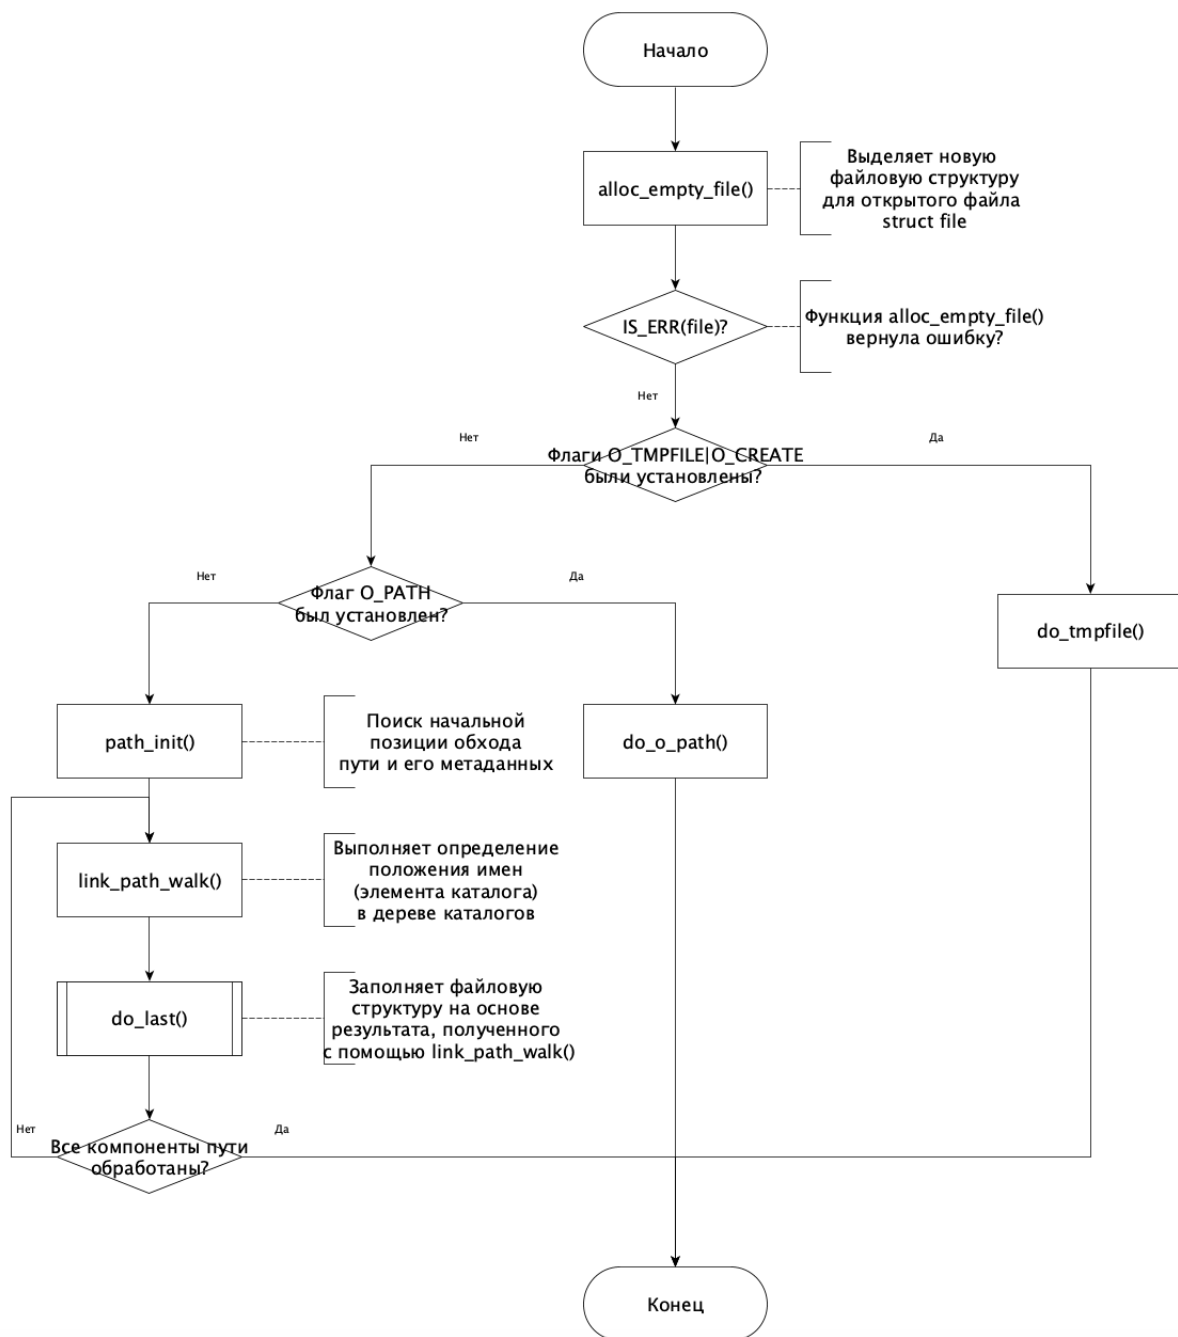 Начало
alloc_empty_file()
Выделяет новую
файловую структуру
для открытого файла
struct file
IS_ERR(file)?
Функция alloc_empty_file()
вернула ошибку?
Нет
Нет
Флаги O_TMPFILE|O_CREATE
были установлены?
Да
Нет
Флаг O_PATH
был установлен?
Да
do_tmpfile()
path_init()
Поиск начальной
позиции обхода
пути и его метаданных
do_o_path()
link_path_walk()
Выполняет определение
положения имен
(элемента каталога)
в дереве каталогов
do_last()
Заполняет файловую
структуру на основе
результата, полученного
с помощью link_path_walk()
Нет
Все компоненты пути
обработаны?
Да
Конец